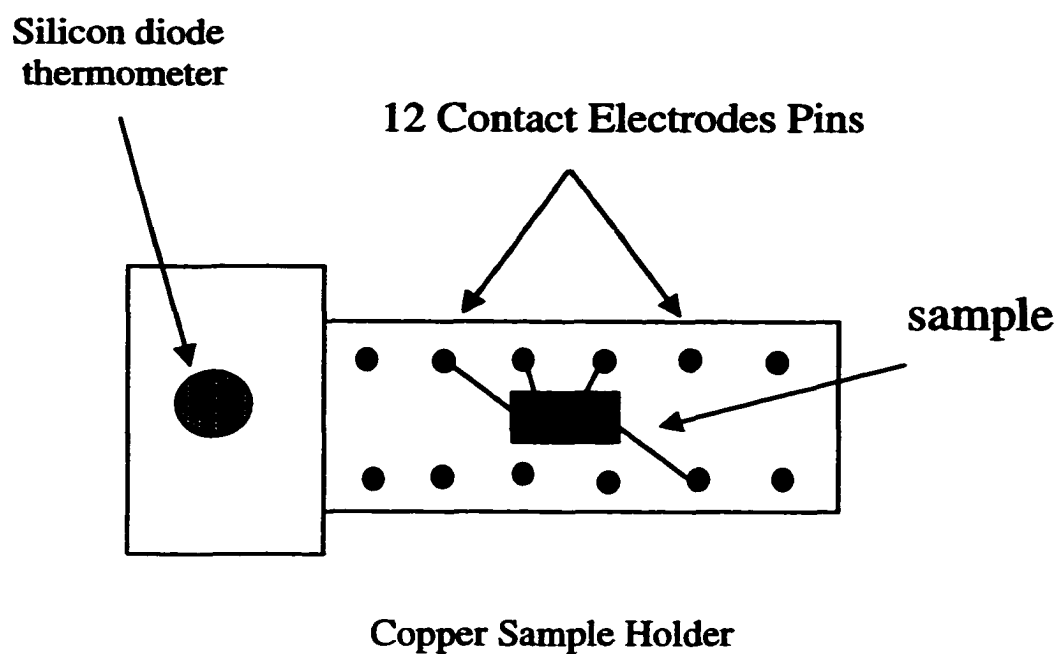 Silicon diode
thermometer
12 Contact Electrodes Pins
sample
Copper Sample Holder